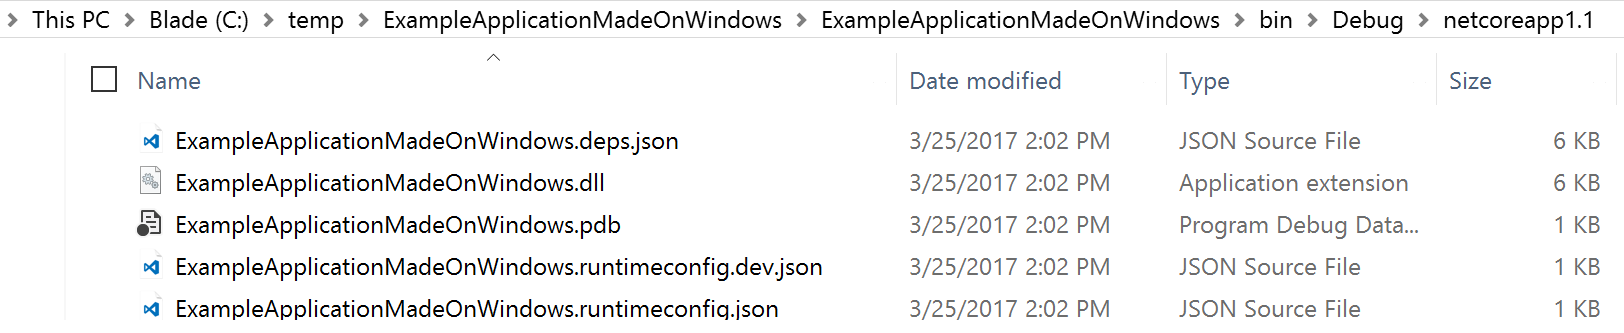 This PC > Blade (C:) > temp > ExampleApplicationMadeOnWindows > ExampleApplicationMadeOnWindows > bin > Debug > netcoreapp1.1
Name Date modified Type Size
ExampleApplicationMadeOnWindows.deps.json 3/25/2017 2:02 PM JSON Source File 6 KB
ExampleApplicationMadeOnWindows.dll 3/25/2017 2:02 PM Application extension 6 KB
ExampleApplicationMadeOnWindows.pdb 3/25/2017 2:02 PM Program Debug Data... 1 KB
ExampleApplicationMadeOnWindows.runtimeconfig.dev.json 3/25/2017 2:02 PM JSON Source File 1 KB
ExampleApplicationMadeOnWindows.runtimeconfig.json 3/25/2017 2:02 PM JSON Source File 1 KB